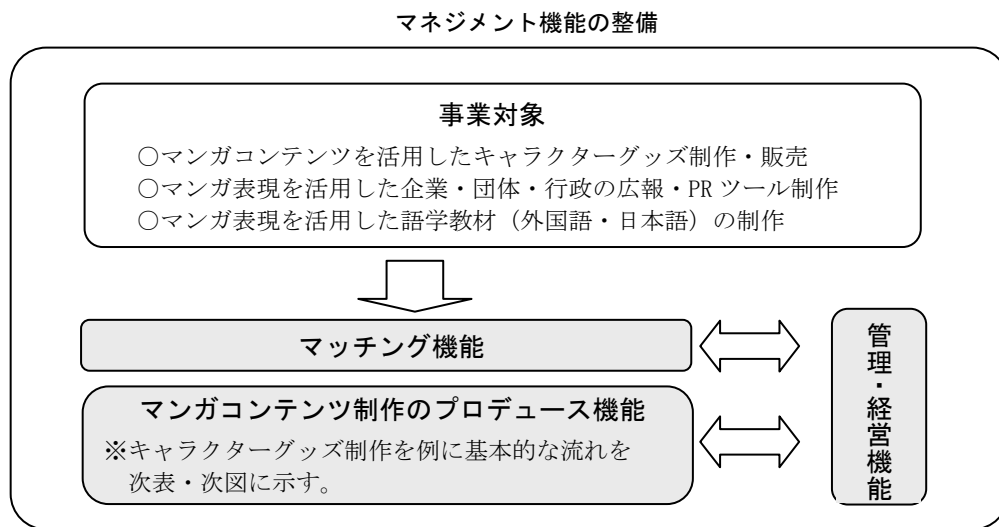 マネジメント機能の整備
事業対象
○マンガコンテンツを活用したキャラクターグッズ制作・販売
○マンガ表現を活用した企業・団体・行政の広報・PR ツール制作
○マンガ表現を活用した語学教材（外国語・日本語）の制作
マッチング機能
マンガコンテンツ制作のプロデュース機能
※キャラクターグッズ制作を例に基本的な流れを
次表・次図に示す。
管理・経営機能